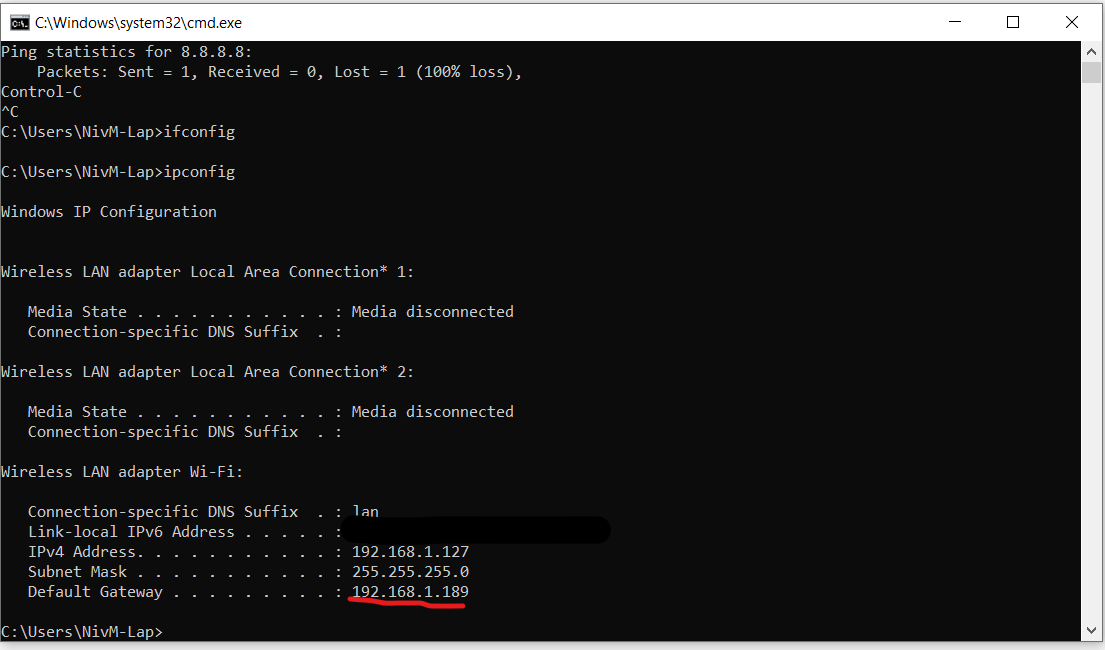 C:\Windows\system32\cmd.exe
Ping statistics for 8.8.8.8:
    Packets: Sent = 1, Received = 0, Lost = 1 (100% loss),
Control-C
^C
C:\Users\NivM-Lap>ifconfig
C:\Users\NivM-Lap>ipconfig
Windows IP Configuration
Wireless LAN adapter Local Area Connection* 1:
   Media State . . . . . . . . . . . : Media disconnected
   Connection-specific DNS Suffix  . :
Wireless LAN adapter Local Area Connection* 2:
   Media State . . . . . . . . . . . : Media disconnected
   Connection-specific DNS Suffix  . :
Wireless LAN adapter Wi-Fi:
   Connection-specific DNS Suffix  . : lan
   Link-local IPv6 Address . . . . . :
   IPv4 Address. . . . . . . . . . . : 192.168.1.127
   Subnet Mask . . . . . . . . . . . : 255.255.255.0
   Default Gateway . . . . . . . . . : 192.168.1.189
C:\Users\NivM-Lap>